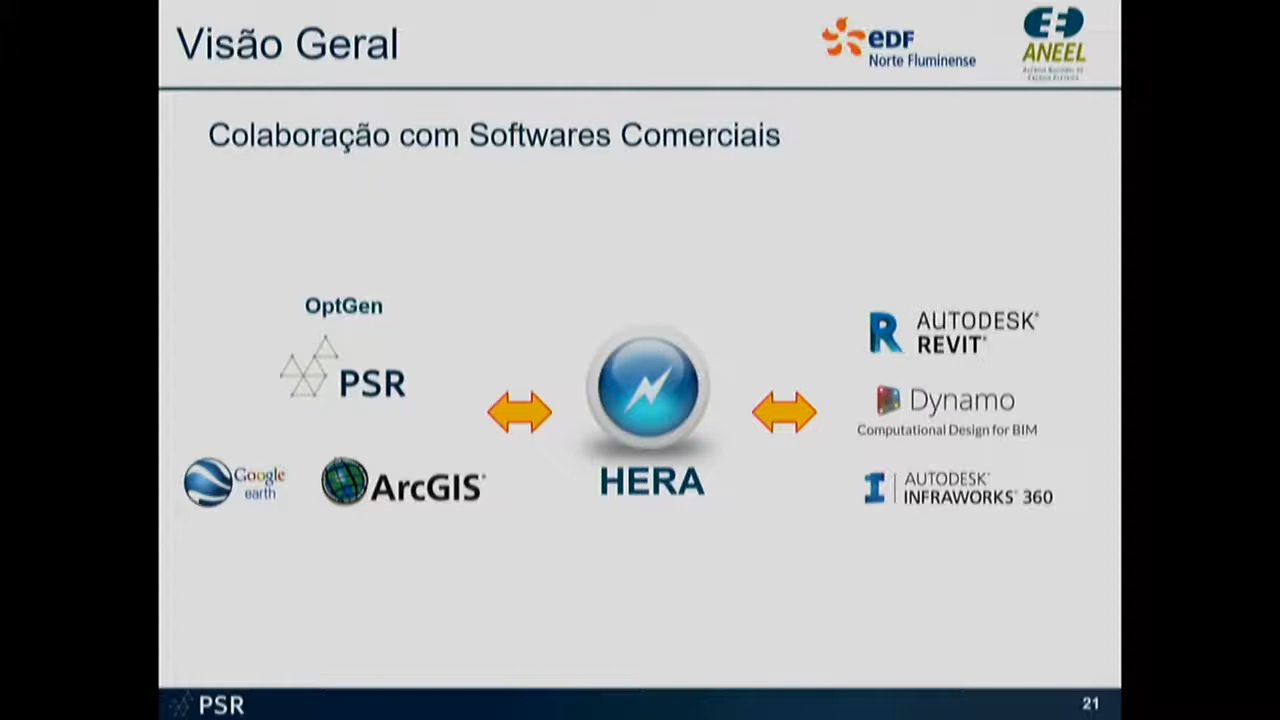 Visão Geral
eDF
Norte Fluminense
ANEEL
Colaboração com Softwares Comerciais
OptGen
PSR
Google
earth
ArcGIS
HERA
AUTODESK®
REVIT®
Dynamo
Computational Design for BIM
AUTODESK®
INFRAWORKS® 360
PSR
21